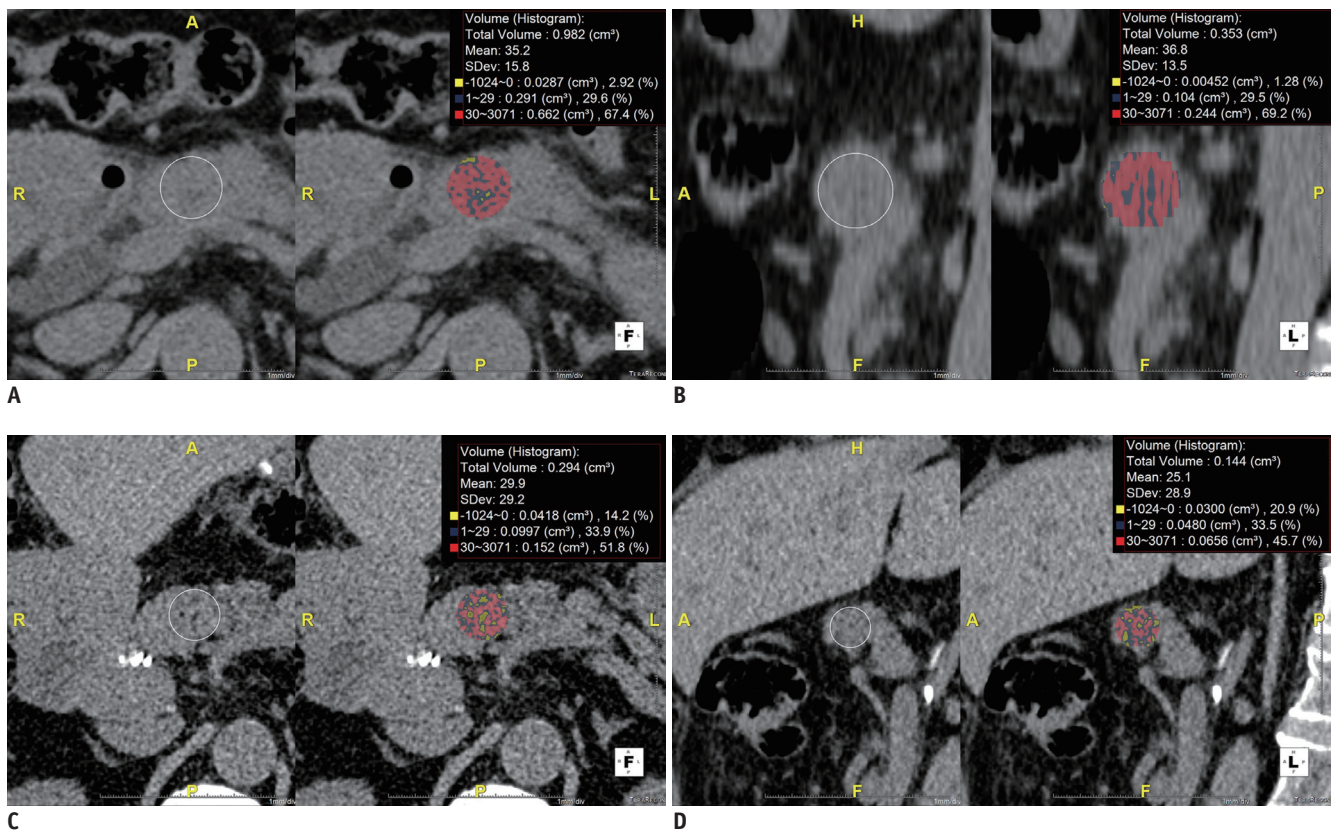 A
Volume (Histogram):
Total Volume : 0.982 (cm³)
Mean: 35.2
SDev: 15.8
-1024~0 : 0.0287 (cm³) , 2.92 (%)
1~29 : 0.291 (cm³) , 29.6 (%)
30~3071 : 0.662 (cm³) , 67.4 (%)
R
R
L
F
P
1mm/div
1mm/div
TERARECON
A
H
Volume (Histogram):
Total Volume : 0.353 (cm³)
Mean: 36.8
SDev: 13.5
-1024~0 : 0.00452 (cm³) , 1.28 (%)
1~29 : 0.104 (cm³) , 29.5 (%)
30~3071 : 0.244 (cm³) , 69.2 (%)
A
A
P
L
F
F
1mm/div
1mm/div
B
A
Volume (Histogram):
Total Volume : 0.294 (cm³)
Mean: 29.9
SDev: 29.2
-1024~0 : 0.0418 (cm³) , 14.2 (%)
1~29 : 0.0997 (cm³) , 33.9 (%)
30~3071 : 0.152 (cm³) , 51.8 (%)
R
R
L
F
P
P
1mm/div
1mm/div
C
H
Volume (Histogram):
Total Volume : 0.144 (cm³)
Mean: 25.1
SDev: 28.9
-1024~0 : 0.0300 (cm³) , 20.9 (%)
1~29 : 0.0480 (cm³) , 33.5 (%)
30~3071 : 0.0656 (cm³) , 45.7 (%)
A
A
P
L
F
F
1mm/div
1mm/div
D